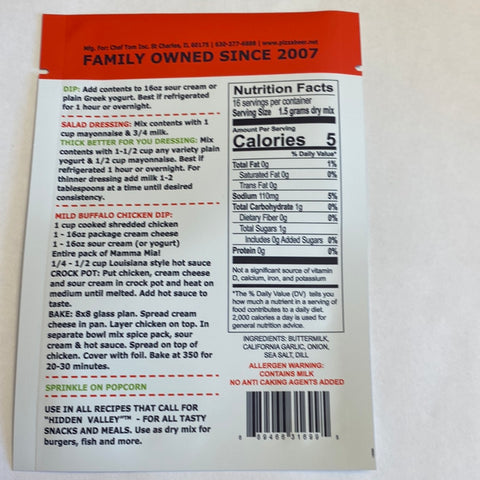 Mfg. For: Chef Tom Inc. St Charles, IL 60175 | 630-377-6888 | www.pizzabeer.net
FAMILY OWNED SINCE 2007
DIP: Add contents to 16oz sour cream or
plain Greek yogurt. Best if refrigerated
for 1 hour or overnight.
SALAD DRESSING: Mix contents with 1
cup mayonnaise & 3/4 milk.
THICK BETTER FOR YOU DRESSING: Mix
contents with 1-1/2 cup any variety plain
yogurt & 1/2 cup mayonnaise. Best if
refrigerated 1 hour or overnight. For
thinner dressing add milk 1-2
tablespoons at a time until desired
consistency.
MILD BUFFALO CHICKEN DIP:
1 cup cooked shredded chicken
1 - 16oz package cream cheese
1 - 16oz sour cream (or yogurt)
Entire pack of Mamma Mia!
1/4 - 1/2 cup Louisiana style hot sauce
CROCK POT: Put chicken, cream cheese
and sour cream in crock pot and heat on
medium until melted. Add hot sauce to
taste.
BAKE: 8x8 glass plan. Spread cream
cheese in pan. Layer chicken on top. In
separate bowl mix spice pack, sour
cream & hot sauce. Spread on top of
chicken. Cover with foil. Bake at 350 for
20-30 minutes.
SPRINKLE ON POPCORN
USE IN ALL RECIPES THAT CALL FOR
"HIDDEN VALLEY"™ - FOR ALL TASTY
SNACKS AND MEALS. Use as dry mix for
burgers, fish and more.
Nutrition Facts
16 servings per container
Serving Size 1.5 grams dry mix
Amount Per Serving
Calories 5
% Daily Value*
Total Fat 0g 1%
Saturated Fat 0g 0%
Trans Fat 0g
Sodium 110mg 5%
Total Carbohydrate 1g 0%
Dietary Fiber 0g 0%
Total Sugars 1g
Includes 0g Added Sugars 0%
Protein 0g 0%
Not a significant source of vitamin
D, calcium, iron, and potassium
*The % Daily Value (DV) tells you
how much a nutrient in a serving of
food contributes to a daily diet.
2,000 calories a day is used for
general nutrition advice.
INGREDIENTS: BUTTERMILK,
CALIFORNIA GARLIC, ONION,
SEA SALT, DILL
ALLERGEN WARNING:
CONTAINS MILK
NO ANTI CAKING AGENTS ADDED